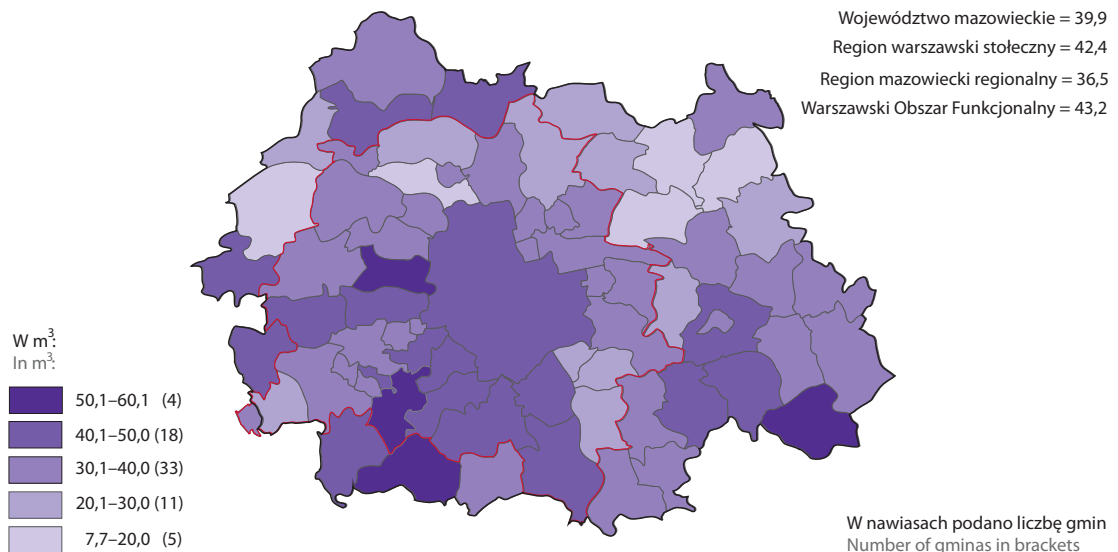 Województwo mazowieckie = 39,9
Region warszawski stołeczny = 42,4
Region mazowiecki regionalny = 36,5
Warszawski Obszar Funkcjonalny = 43,2
W m³:
In m³:
50,1–60,1 (4)
40,1–50,0 (18)
30,1–40,0 (33)
20,1–30,0 (11)
7,7–20,0 (5)
W nawiasach podano liczbę gmin
Number of gminas in brackets